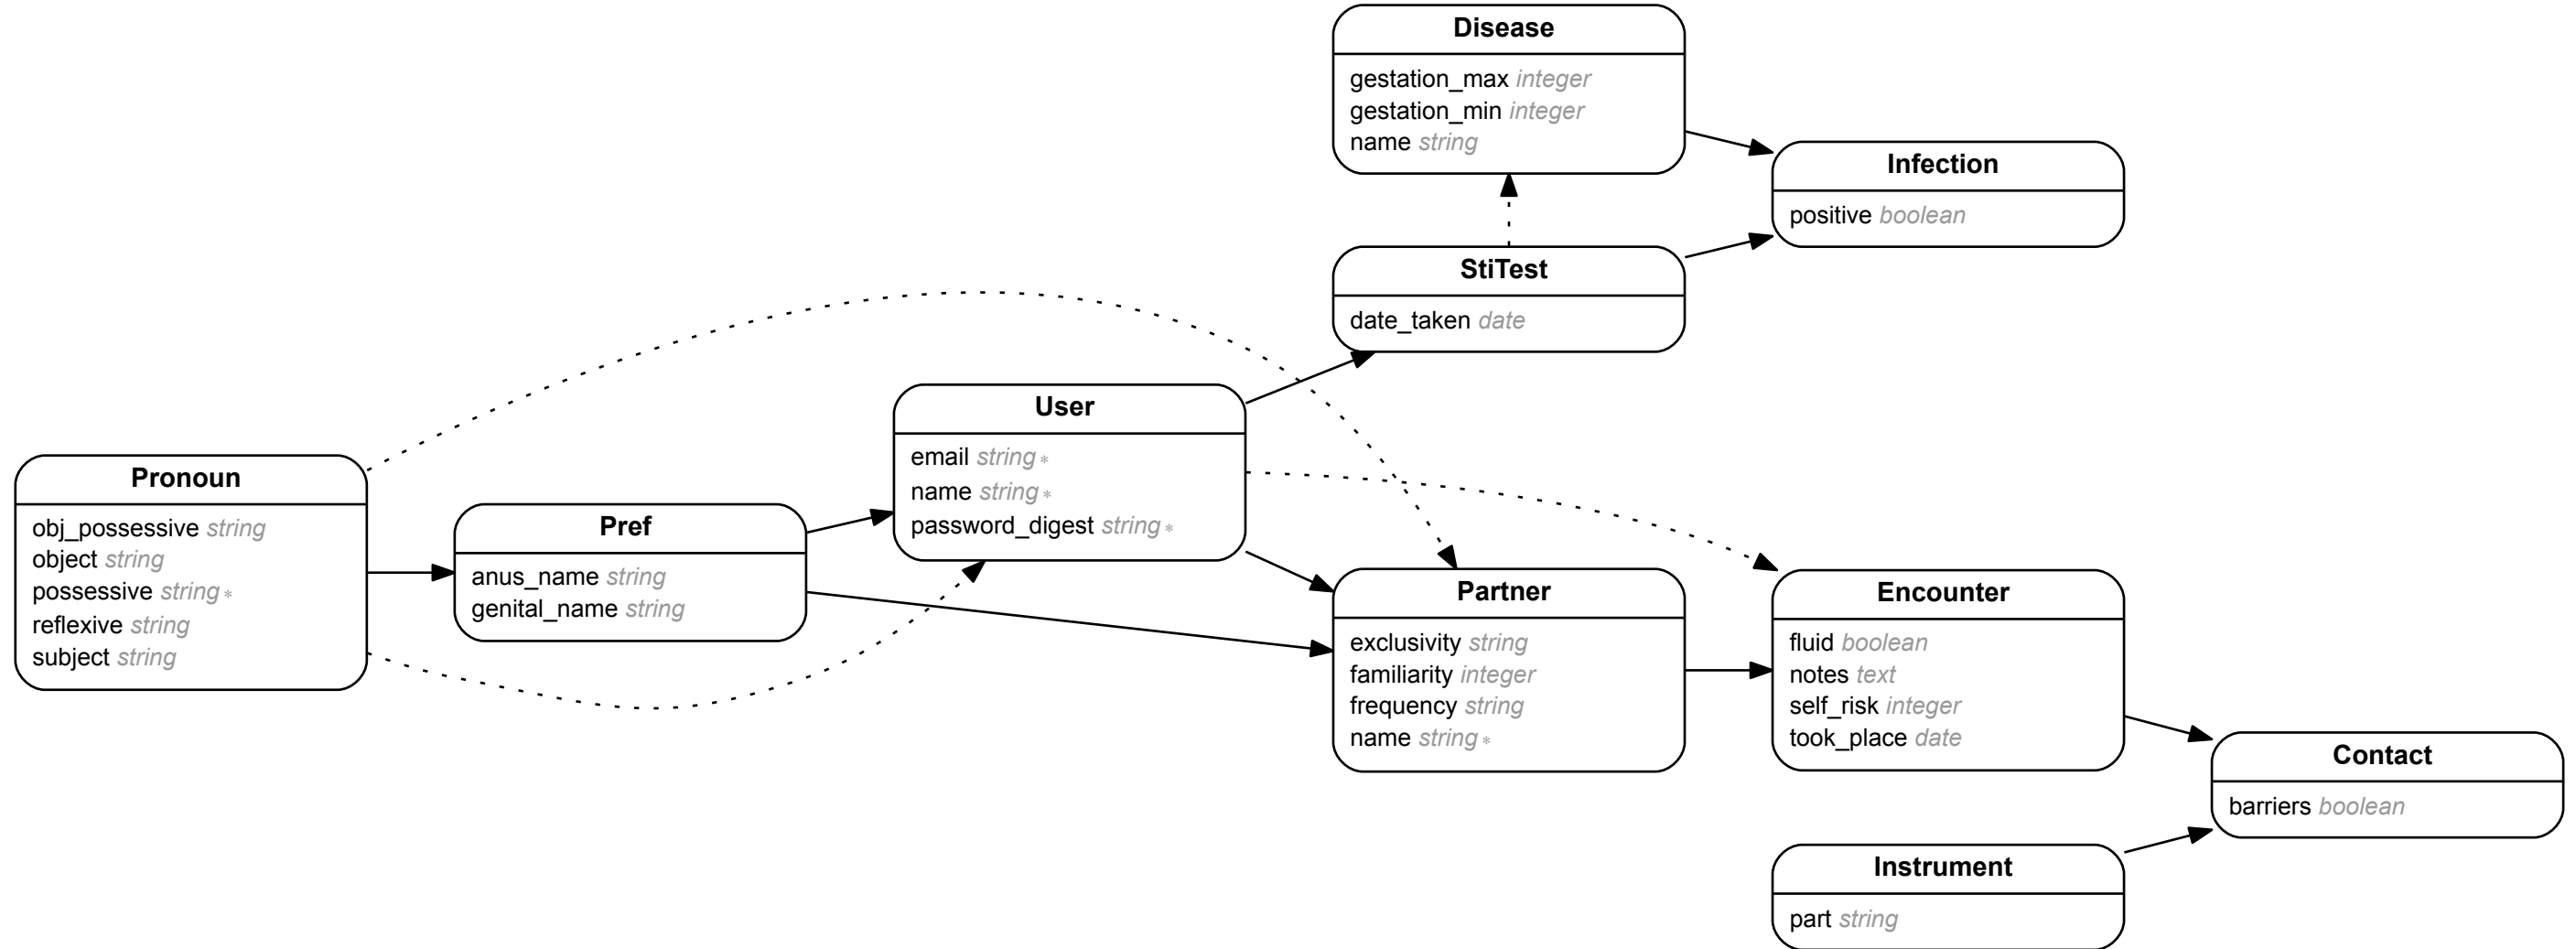 Disease
gestation_max integer
gestation_min integer
name string
Infection
positive boolean
StiTest
date_taken date
User
email string *
name string *
password_digest string *
Pronoun
obj_possessive string
object string
possessive string *
reflexive string
subject string
Pref
anus_name string
genital_name string
Partner
exclusivity string
familiarity integer
frequency string
name string *
Encounter
fluid boolean
notes text
self_risk integer
took_place date
Contact
barriers boolean
Instrument
part string